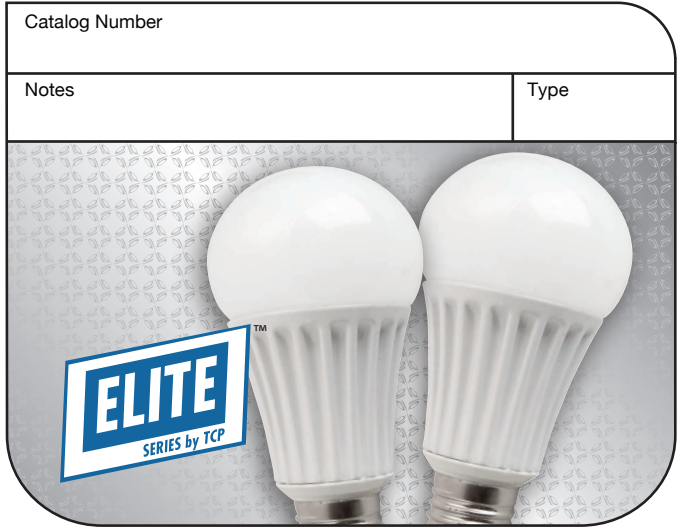 Catalog Number
Notes
Type
™
ELITE
SERIES by TCP